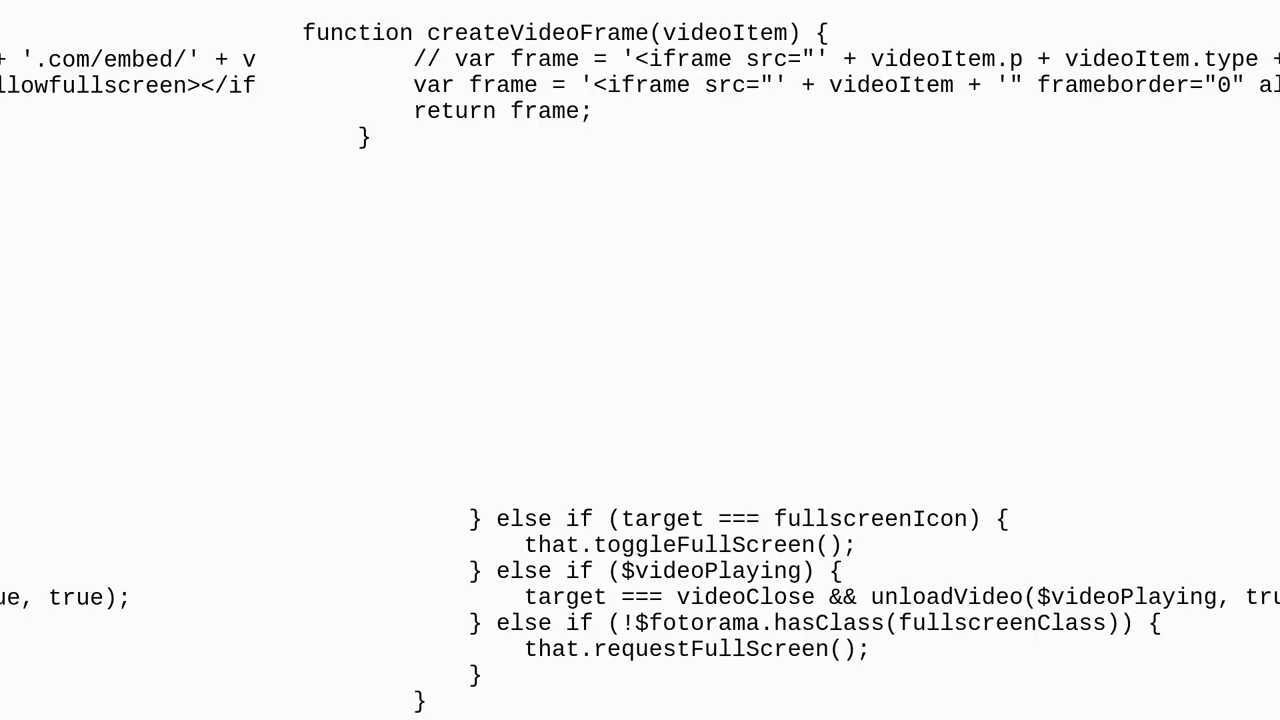 function createVideoFrame(videoItem) {
+ '.com/embed/' + v // var frame = '<iframe src="' + videoItem.p + videoItem.type +
llowfullscreen></if var frame = '<iframe src="' + videoItem + '" frameborder="0" al
return frame;
}
} else if (target === fullscreenIcon) {
that.toggleFullScreen();
} else if ($videoPlaying) {
ue, true); target === videoClose && unloadVideo($videoPlaying, tru
} else if (!$fotorama.hasClass(fullscreenClass)) {
that.requestFullScreen();
}
}